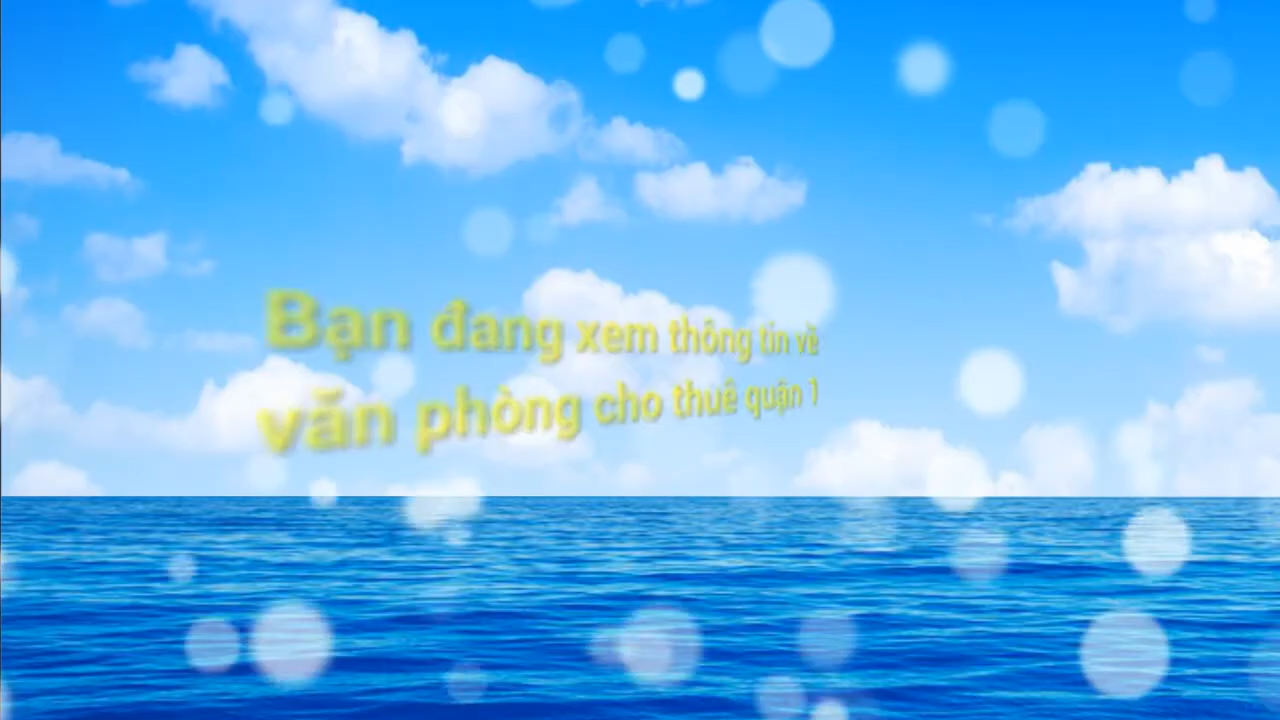 Bạn đang xem thông tin về
văn phòng cho thuê quận 1